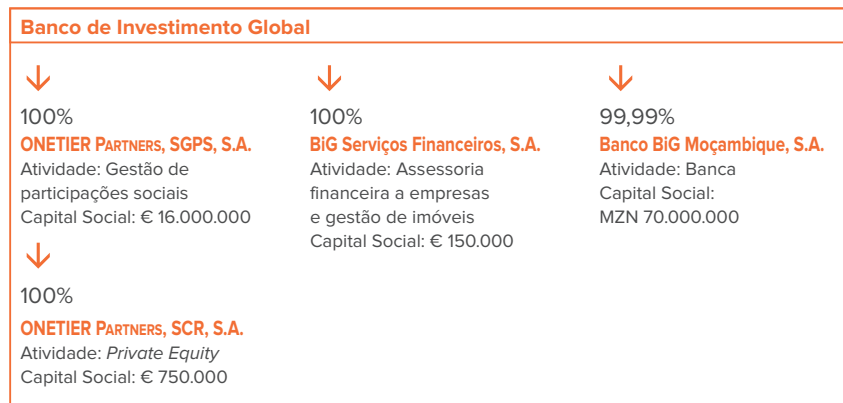 Banco de Investimento Global
100%
ONETIER PARTNERS, SGPS, S.A.
Atividade: Gestão de
participações sociais
Capital Social: € 16.000.000
100%
ONETIER PARTNERS, SCR, S.A.
Atividade: Private Equity
Capital Social: € 750.000
100%
BiG Serviços Financeiros, S.A.
Atividade: Assessoria
financeira a empresas
e gestão de imóveis
Capital Social: € 150.000
99,99%
Banco BiG Moçambique, S.A.
Atividade: Banca
Capital Social:
MZN 70.000.000